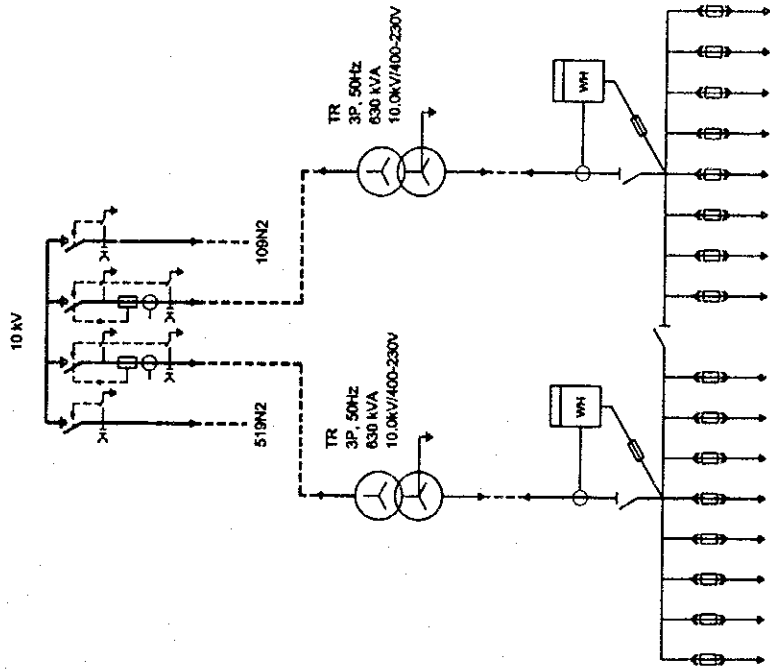 10 kV
519N2
109N2
TR
3P, 50Hz
630 kVA
10.0kV/400-230V
TR
3P, 50Hz
630 kVA
10.0kV/400-230V
WH
WH